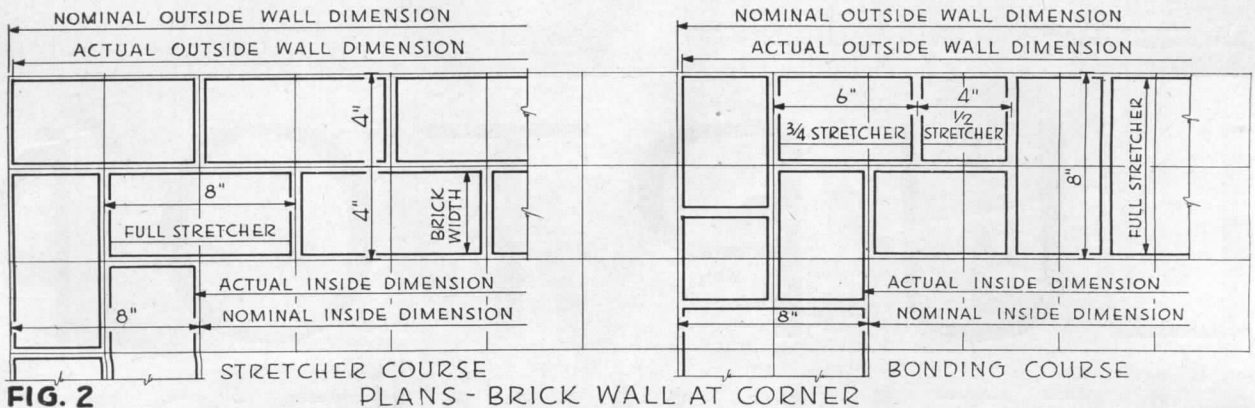 NOMINAL OUTSIDE WALL DIMENSION
ACTUAL OUTSIDE WALL DIMENSION
4"
8"
FULL STRETCHER
4"
BRICK
WIDTH
ACTUAL INSIDE DIMENSION
8"
NOMINAL INSIDE DIMENSION
STRETCHER COURSE
NOMINAL OUTSIDE WALL DIMENSION
ACTUAL OUTSIDE WALL DIMENSION
6"
3/4 STRETCHER
4"
1/2
STRETCHER
8"
FULL STRETCHER
ACTUAL INSIDE DIMENSION
NOMINAL INSIDE DIMENSION
8"
BONDING COURSE
FIG. 2
PLANS - BRICK WALL AT CORNER